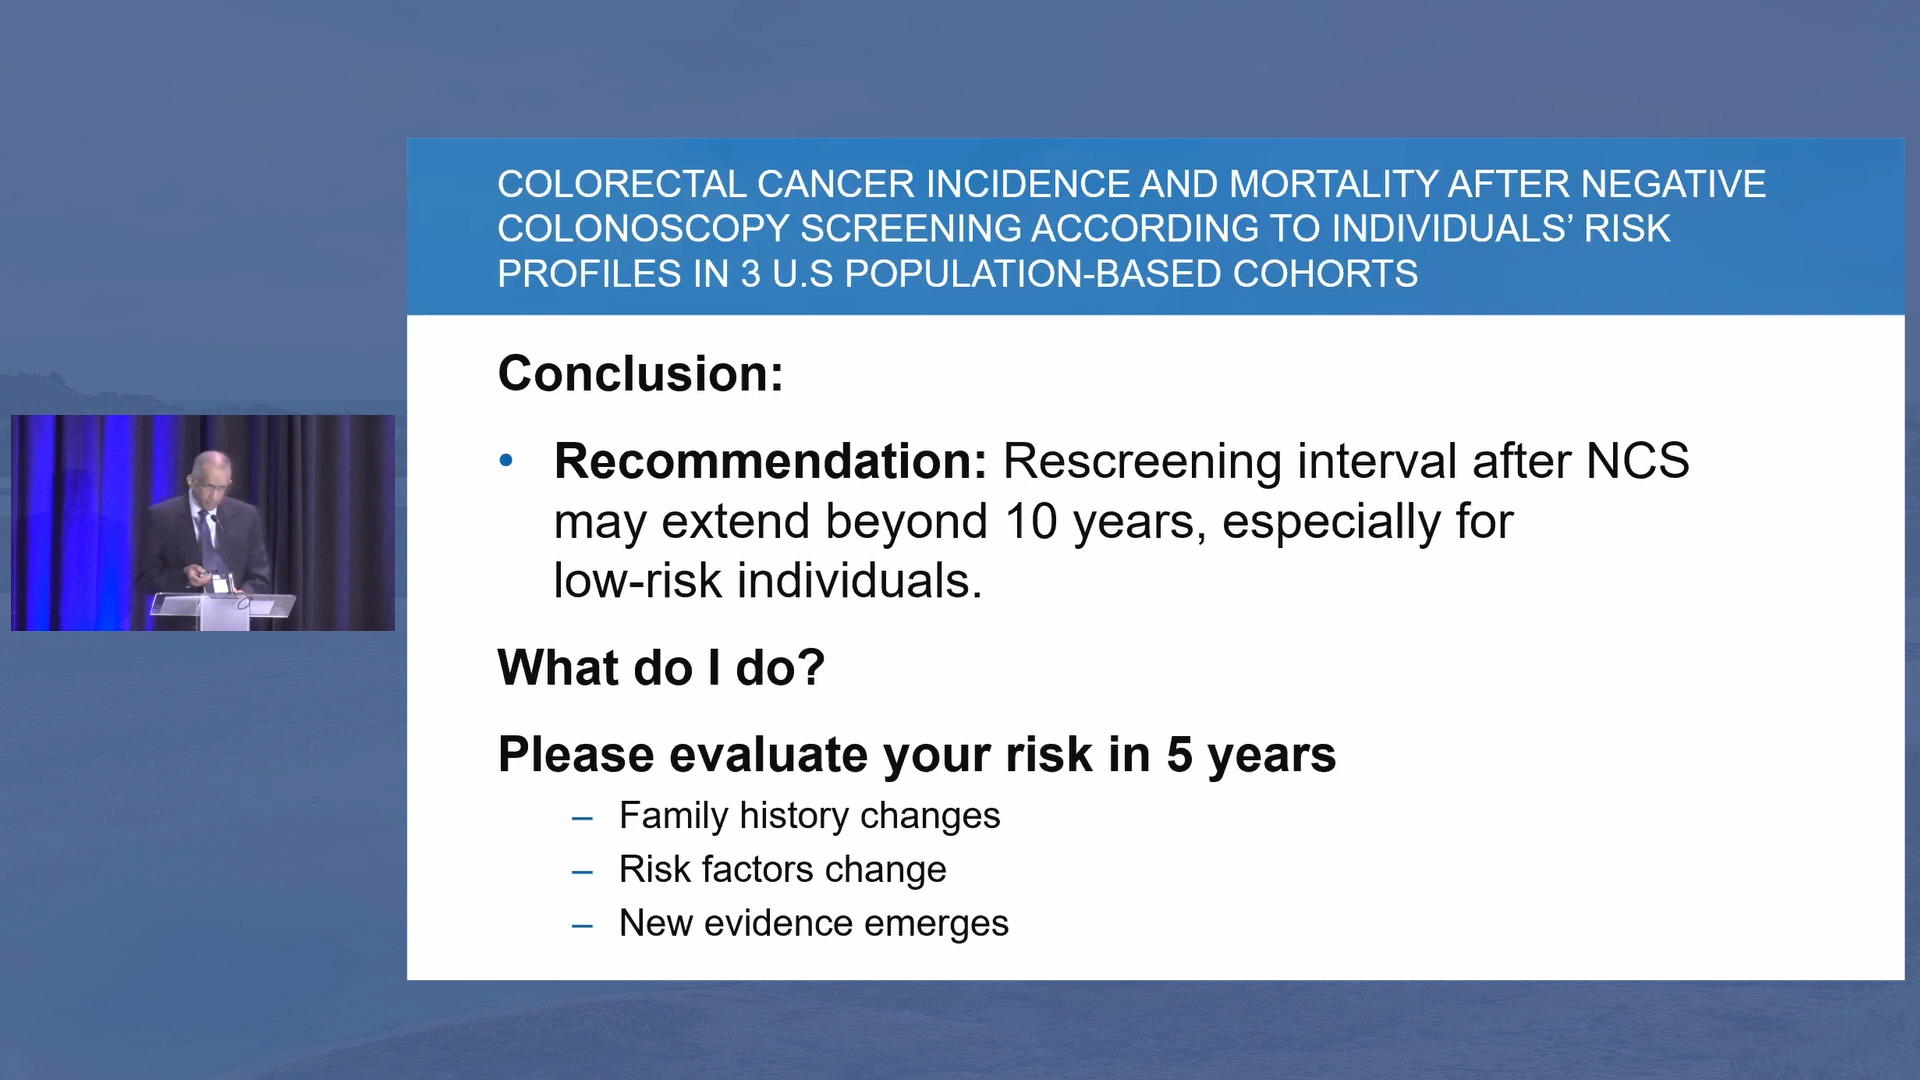 COLORECTAL CANCER INCIDENCE AND MORTALITY AFTER NEGATIVE
COLONOSCOPY SCREENING ACCORDING TO INDIVIDUALS’ RISK
PROFILES IN 3 U.S POPULATION-BASED COHORTS
Conclusion:
• Recommendation: Rescreening interval after NCS
may extend beyond 10 years, especially for
low-risk individuals.
What do I do?
Please evaluate your risk in 5 years
– Family history changes
– Risk factors change
– New evidence emerges